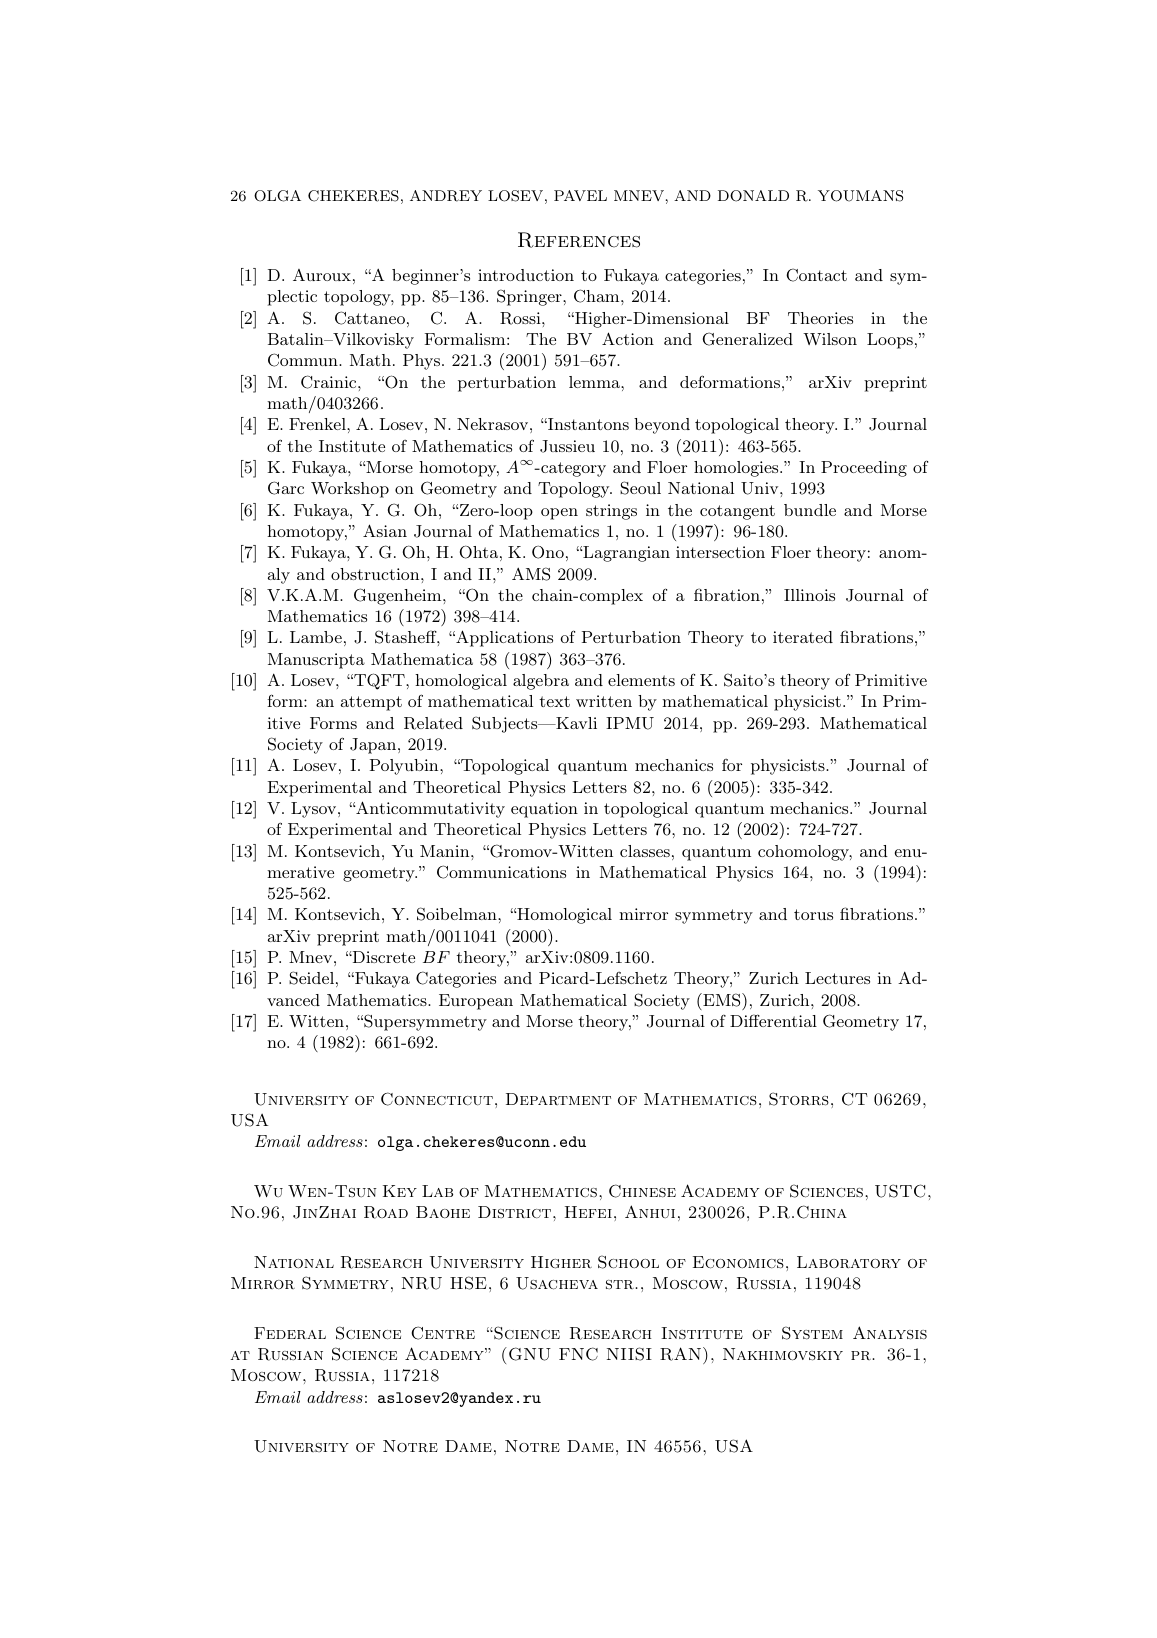 26 OLGA CHEKERES, ANDREY LOSEV, PAVEL MNEV, AND DONALD R. YOUMANS
References
[1] D. Auroux, “A beginner’s introduction to Fukaya categories,” In Contact and sym-
plectic topology, pp. 85–136. Springer, Cham, 2014.
[2] A. S. Cattaneo, C. A. Rossi, “Higher-Dimensional BF Theories in the
Batalin–Vilkovisky Formalism: The BV Action and Generalized Wilson Loops,”
Commun. Math. Phys. 221.3 (2001) 591–657.
[3] M. Crainic, “On the perturbation lemma, and deformations,” arXiv preprint
math/0403266.
[4] E. Frenkel, A. Losev, N. Nekrasov, “Instantons beyond topological theory. I.” Journal
of the Institute of Mathematics of Jussieu 10, no. 3 (2011): 463-565.
[5] K. Fukaya, “Morse homotopy, A^∞-category and Floer homologies.” In Proceeding of
Garc Workshop on Geometry and Topology. Seoul National Univ, 1993
[6] K. Fukaya, Y. G. Oh, “Zero-loop open strings in the cotangent bundle and Morse
homotopy,” Asian Journal of Mathematics 1, no. 1 (1997): 96-180.
[7] K. Fukaya, Y. G. Oh, H. Ohta, K. Ono, “Lagrangian intersection Floer theory: anom-
aly and obstruction, I and II,” AMS 2009.
[8] V.K.A.M. Gugenheim, “On the chain-complex of a fibration,” Illinois Journal of
Mathematics 16 (1972) 398–414.
[9] L. Lambe, J. Stasheff, “Applications of Perturbation Theory to iterated fibrations,”
Manuscripta Mathematica 58 (1987) 363–376.
[10] A. Losev, “TQFT, homological algebra and elements of K. Saito’s theory of Primitive
form: an attempt of mathematical text written by mathematical physicist.” In Prim-
itive Forms and Related Subjects—Kavli IPMU 2014, pp. 269-293. Mathematical
Society of Japan, 2019.
[11] A. Losev, I. Polyubin, “Topological quantum mechanics for physicists.” Journal of
Experimental and Theoretical Physics Letters 82, no. 6 (2005): 335-342.
[12] V. Lysov, “Anticommutativity equation in topological quantum mechanics.” Journal
of Experimental and Theoretical Physics Letters 76, no. 12 (2002): 724-727.
[13] M. Kontsevich, Yu Manin, “Gromov-Witten classes, quantum cohomology, and enu-
merative geometry.” Communications in Mathematical Physics 164, no. 3 (1994):
525-562.
[14] M. Kontsevich, Y. Soibelman, “Homological mirror symmetry and torus fibrations.”
arXiv preprint math/0011041 (2000).
[15] P. Mnev, “Discrete BF theory,” arXiv:0809.1160.
[16] P. Seidel, “Fukaya Categories and Picard-Lefschetz Theory,” Zurich Lectures in Ad-
vanced Mathematics. European Mathematical Society (EMS), Zurich, 2008.
[17] E. Witten, “Supersymmetry and Morse theory,” Journal of Differential Geometry 17,
no. 4 (1982): 661-692.
University of Connecticut, Department of Mathematics, Storrs, CT 06269,
USA
Email address: olga.chekeres@uconn.edu
Wu Wen-Tsun Key Lab of Mathematics, Chinese Academy of Sciences, USTC,
No.96, JinZhai Road Baohe District, Hefei, Anhui, 230026, P.R.China
National Research University Higher School of Economics, Laboratory of
Mirror Symmetry, NRU HSE, 6 Usacheva str., Moscow, Russia, 119048
Federal Science Centre “Science Research Institute of System Analysis
at Russian Science Academy” (GNU FNC NIISI RAN), Nakhimovskiy pr. 36-1,
Moscow, Russia, 117218
Email address: aslosev2@yandex.ru
University of Notre Dame, Notre Dame, IN 46556, USA